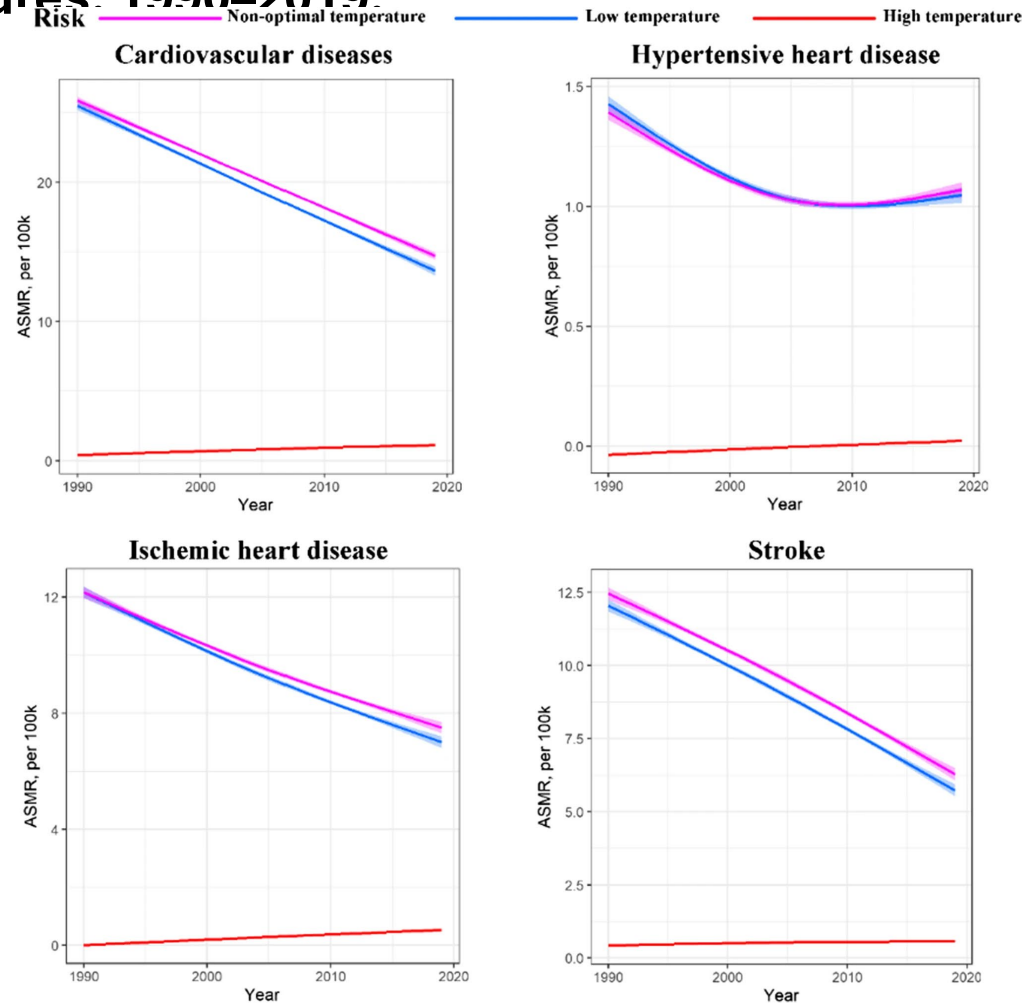 1990–2019.
Risk Non-optimal temperature Low temperature High temperature
Cardiovascular diseases
ASMR, per 100k
20
10
0
1990 2000 2010 2020
Year
Hypertensive heart disease
ASMR, per 100k
1.5
1.0
0.5
0.0
1990 2000 2010 2020
Year
Ischemic heart disease
ASMR, per 100k
12
8
4
0
1990 2000 2010 2020
Year
Stroke
ASMR, per 100k
12.5
10.0
7.5
5.0
2.5
0.0
1990 2000 2010 2020
Year